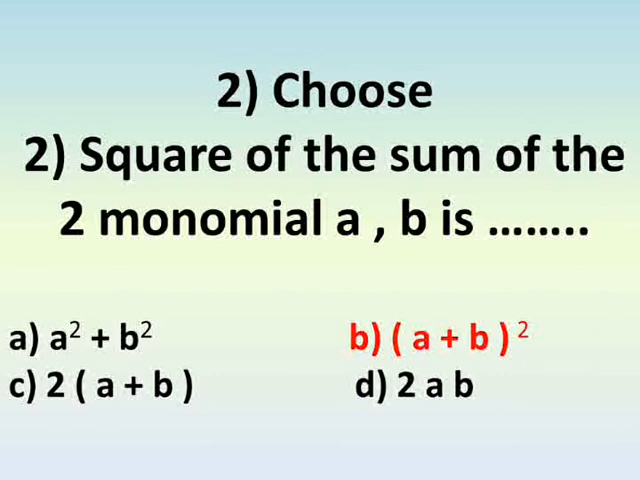 2) Choose
2) Square of the sum of the
2 monomial a , b is ........
a) a² + b² b) ( a + b ) ²
c) 2 ( a + b ) d) 2 a b